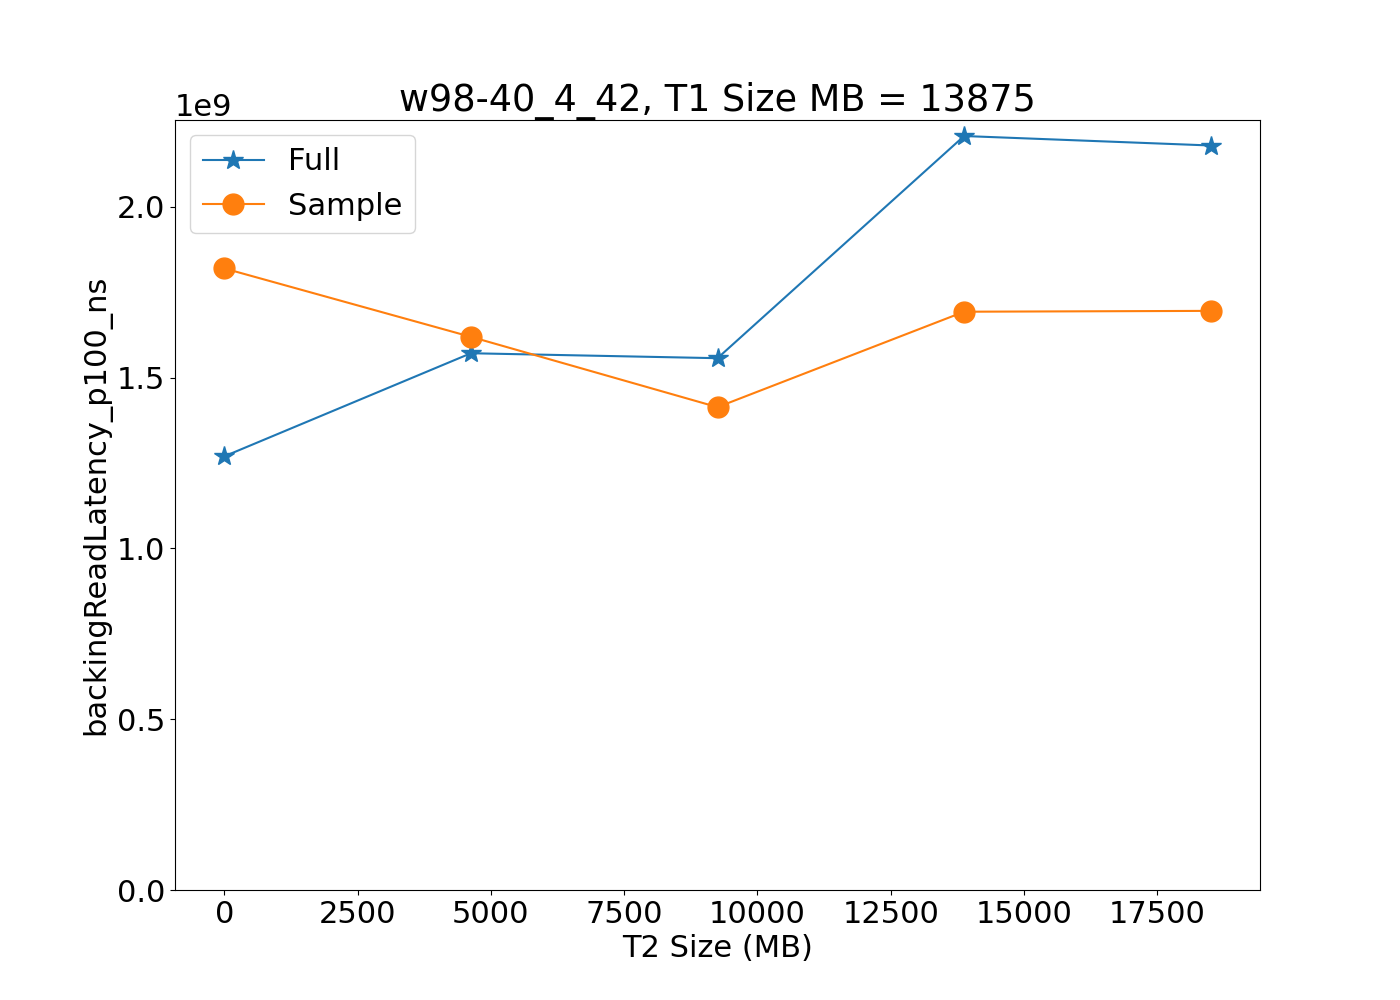 w98-40_4_42, T1 Size MB = 13875
1e9
Full
Sample
2.0
1.5
1.0
0.5
0.0
backingReadLatency_p100_ns
0 2500 5000 7500 10000 12500 15000 17500
T2 Size (MB)